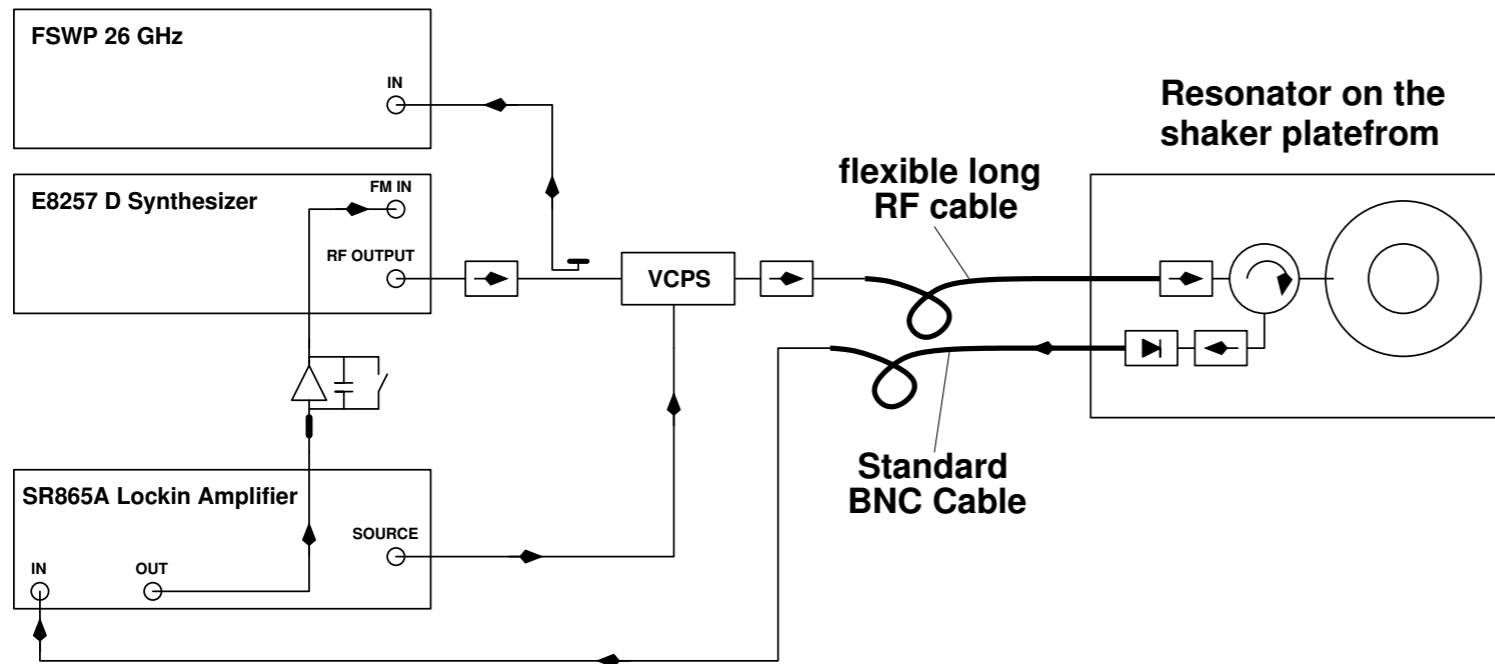 FSWP 26 GHz
IN
E8257 D Synthesizer
FM IN
RF OUTPUT
VCPS
flexible long
RF cable
Resonator on the
shaker platefrom
Standard
BNC Cable
SR865A Lockin Amplifier
SOURCE
IN
OUT